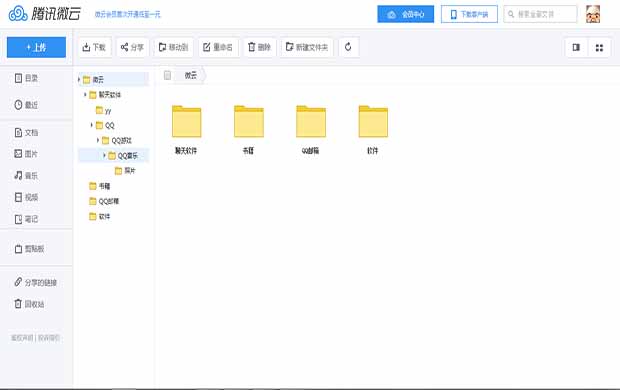 腾讯微云
微云会员首次开通低至一元
会员中心
下载客户端
搜索全部文件
+ 上传
下载
分享
移动到
重命名
删除
新建文件夹
目录
最近
文档
图片
音乐
视频
笔记
剪贴板
分享的链接
回收站
版权声明 | 投诉指引
微云
聊天软件
yy
QQ
QQ游戏
QQ音乐
照片
书籍
QQ邮箱
软件
微云
聊天软件
书籍
QQ邮箱
软件